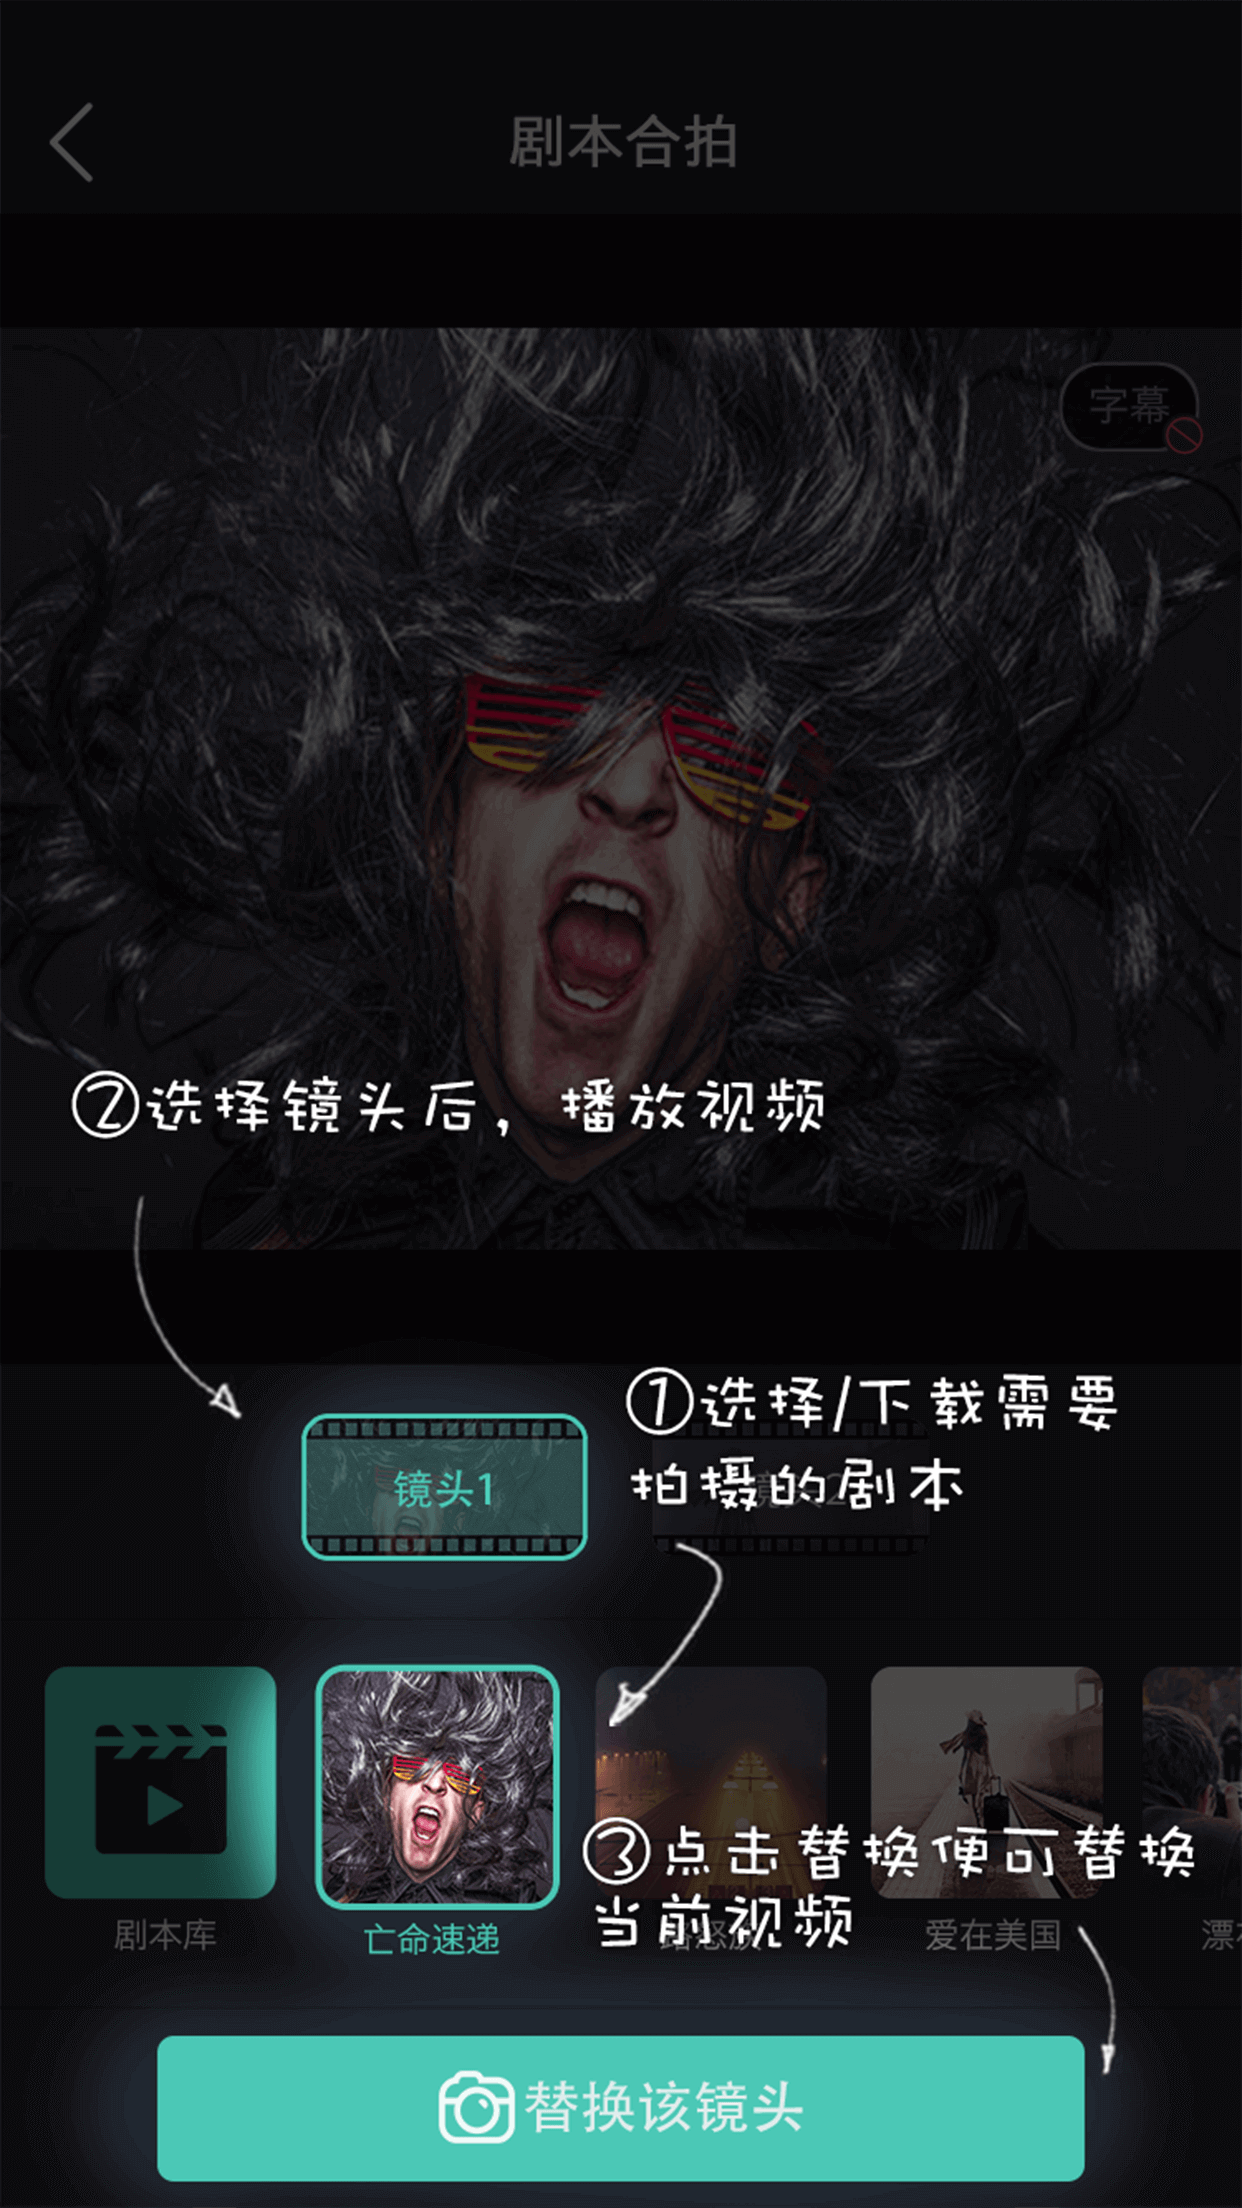 剧本合拍
字幕
②选择镜头后，播放视频
①选择/下载需要
拍摄的剧本
镜头1
③点击替换便可替换
当前视频
剧本库
亡命速递
爱在美国
替换该镜头